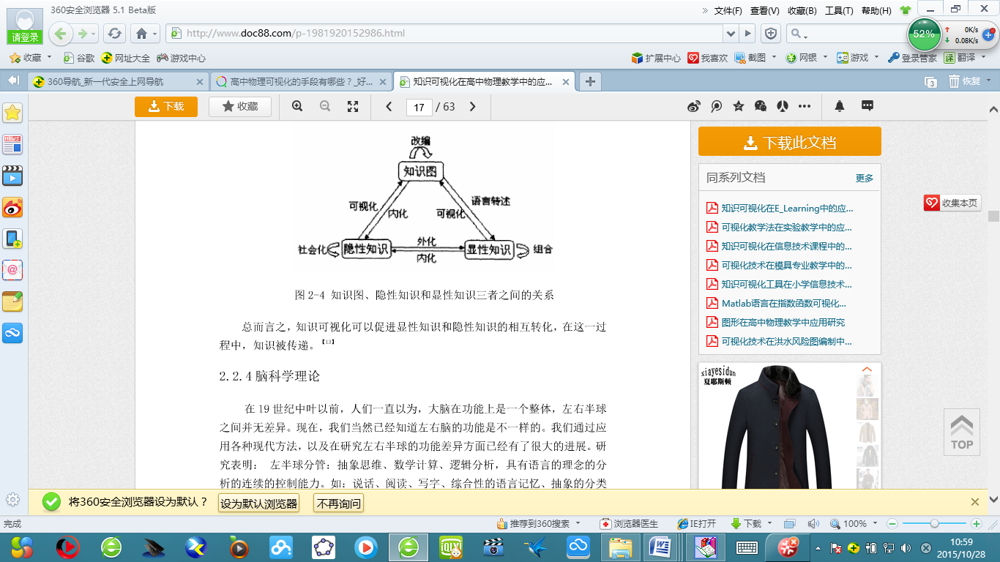 360安全浏览器 5.1 Beta版
» 文件(F) 查看(V) 收藏(B) 工具(T) 帮助(H)
请登录
http://www.doc88.com/p-1981920152986.html
52%
0K/s
0.08K/s
收藏 谷歌 网址大全 游戏中心
扩展中心 我喜欢 截图 网银 游戏 登录管家 翻译
360导航_新一代安全上网导航
高中物理可视化的手段有哪些？_好...
知识可视化在高中物理教学中的应...
3 恢复
下载 收藏
17 / 63
改编
知识图
可视化
内化
语言转述
可视化
社会化
隐性知识
外化
内化
显性知识
组合
图2-4 知识图、隐性知识和显性知识三者之间的关系
总而言之，知识可视化可以促进显性知识和隐性知识的相互转化，在这一过
程中，知识被传递。【13】
2.2.4脑科学理论
在19世纪中叶以前，人们一直以为，大脑在功能上是一个整体，左右半球
之间并无差异。现在，我们当然已经知道左右脑的功能是不一样的。我们通过应
用各种现代方法，以及在研究左右半球的功能差异方面已经有了很大的进展。研
究表明： 左半球分管：抽象思维、数学计算、逻辑分析，具有语言的理念的分
析的连续的控制能力。如：说话、阅读、写字、综合性的语言记忆、抽象的分类
下载此文档
同系列文档 更多
知识可视化在E_Learning中的应...
可视化教学法在实验教学中的应...
知识可视化在信息技术课程中的...
可视化技术在模具专业教学中的...
知识可视化工具在小学信息技术...
Matlab语言在指数函数可视化...
图形在高中物理教学中应用研究
可视化技术在洪水风险图编制中...
xiayesidun
夏耶斯顿
收集本页
TOP
NEWS
将360安全浏览器设为默认？ 设为默认浏览器 不再询问
完成
推荐到360搜索 浏览器医生 IE打开 下载 100%
iQIY
10:59
2015/10/28